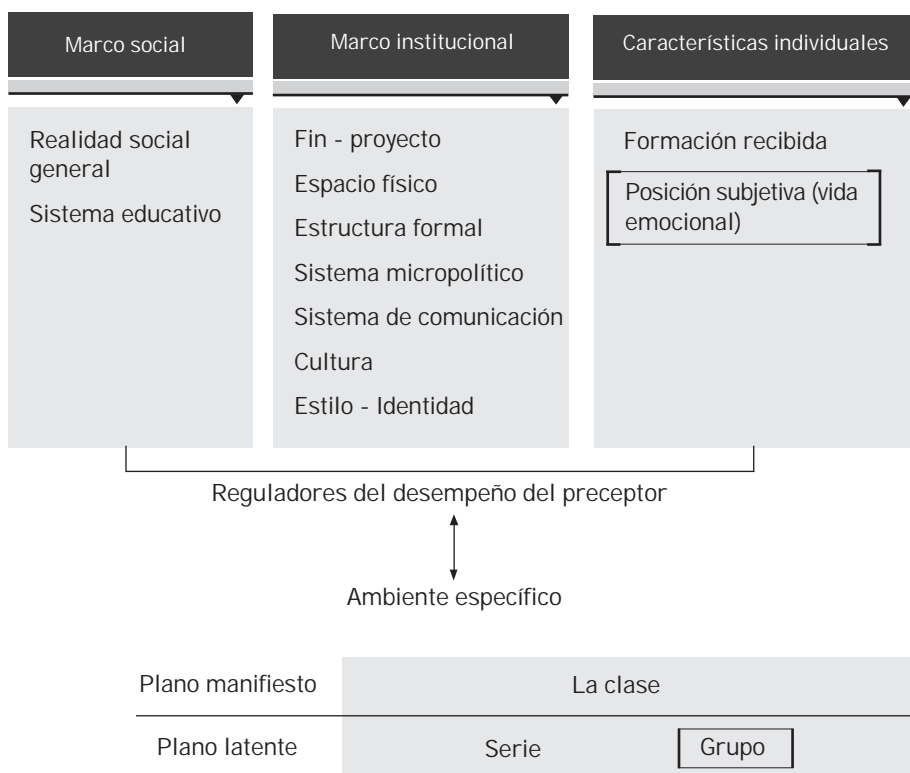 Marco social
Realidad social
general
Sistema educativo
Marco institucional
Fin - proyecto
Espacio físico
Estructura formal
Sistema micropolítico
Sistema de comunicación
Cultura
Estilo - Identidad
Características individuales
Formación recibida
Posición subjetiva (vida
emocional)
Reguladores del desempeño del preceptor
Ambiente específico
Plano manifiesto
La clase
Plano latente
Serie
Grupo